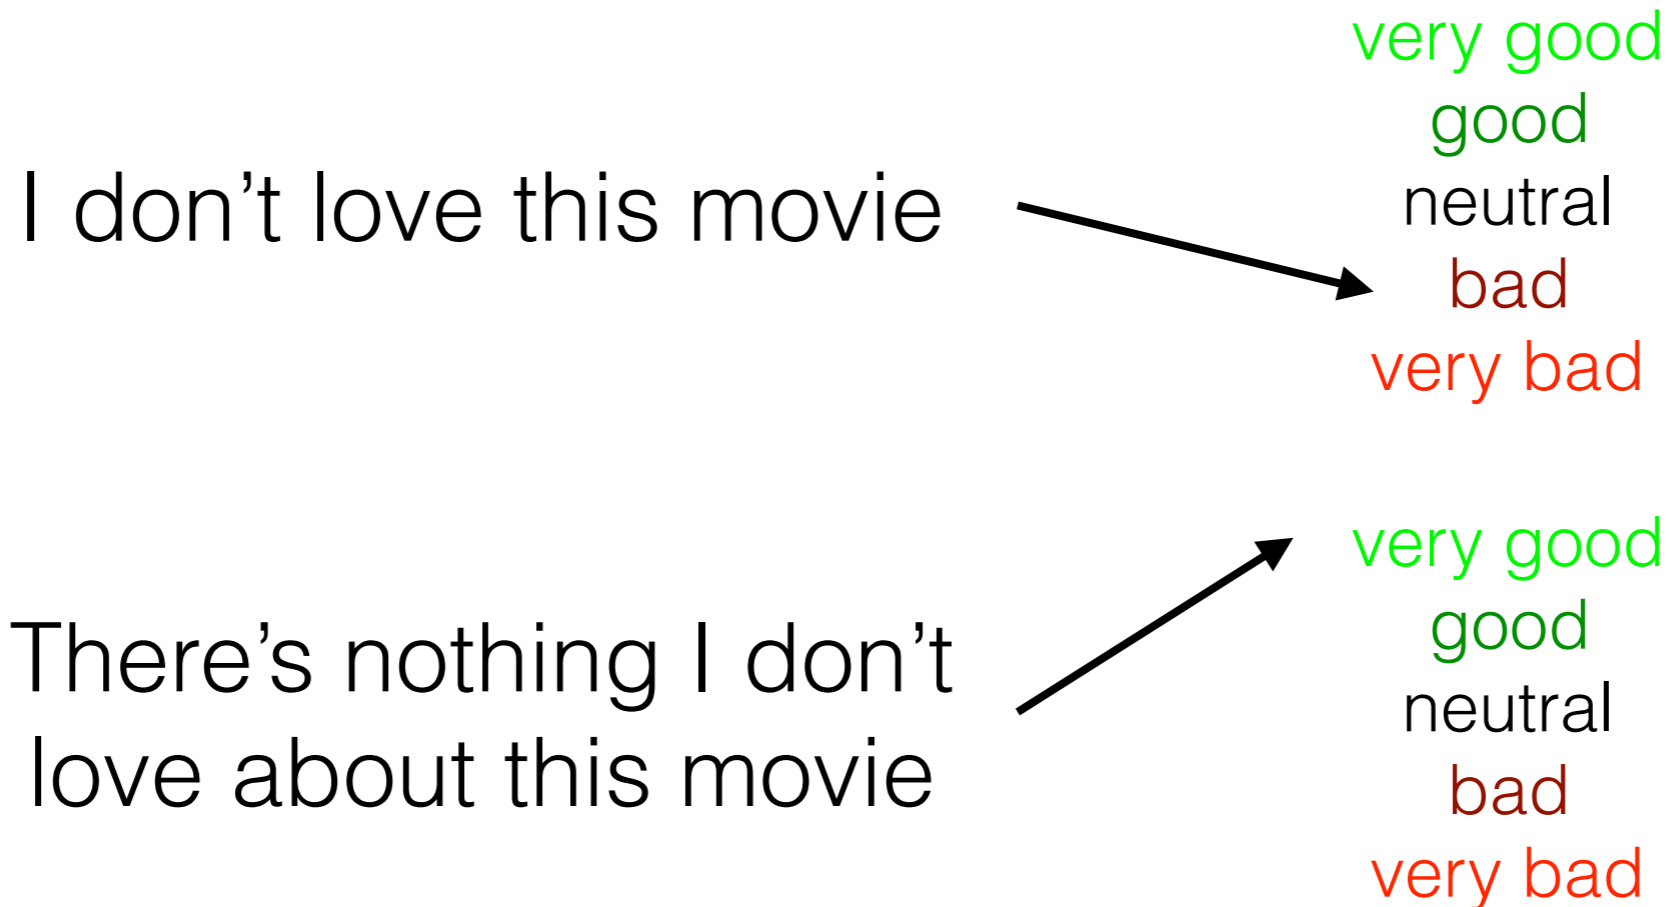 very good
good
I don’t love this movie
neutral
bad
very bad
There’s nothing I don’t
love about this movie
very good
good
neutral
bad
very bad